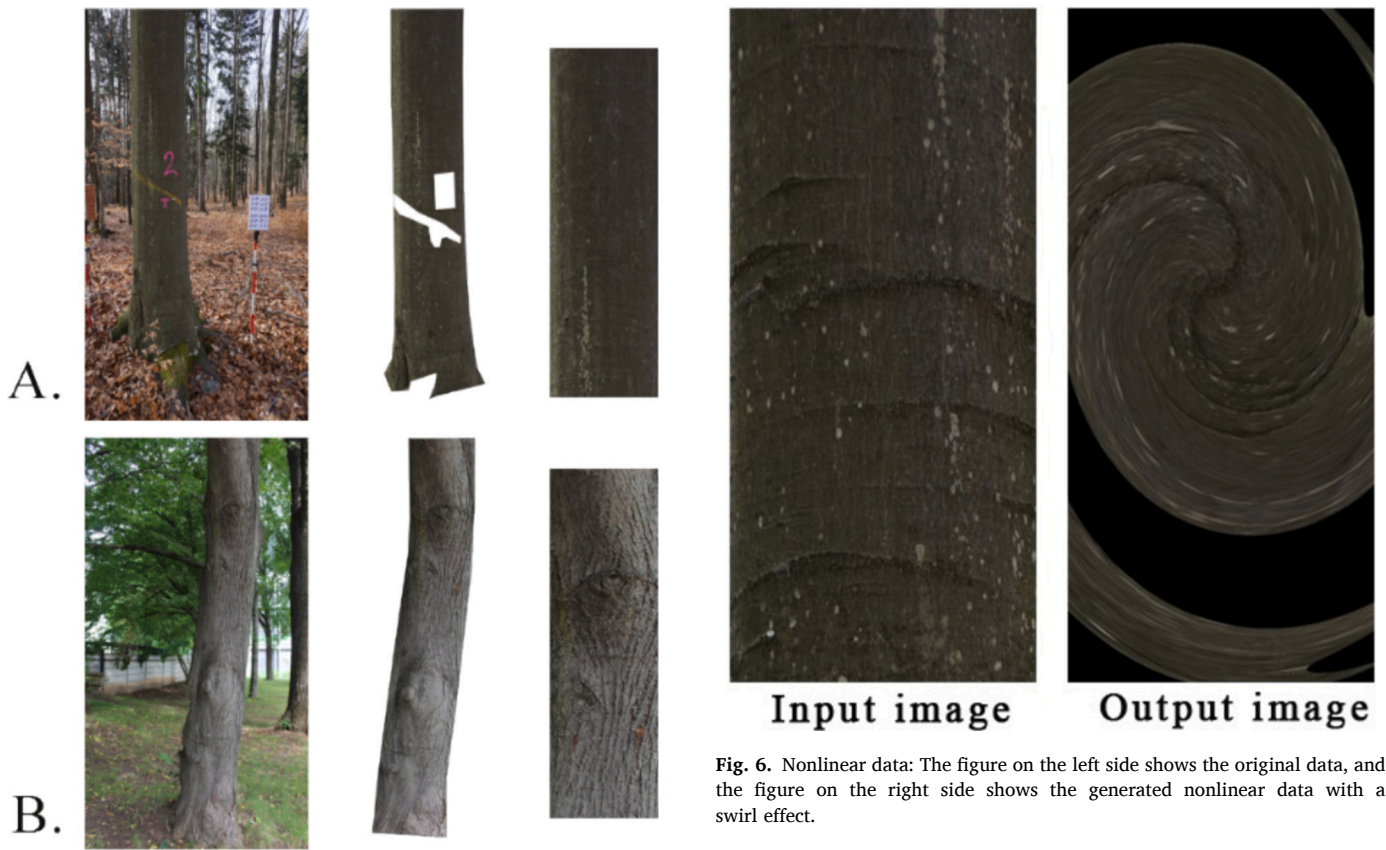 2
T
A.
B.
Input image
Output image
Fig. 6. Nonlinear data: The figure on the left side shows the original data, and
the figure on the right side shows the generated nonlinear data with a
swirl effect.